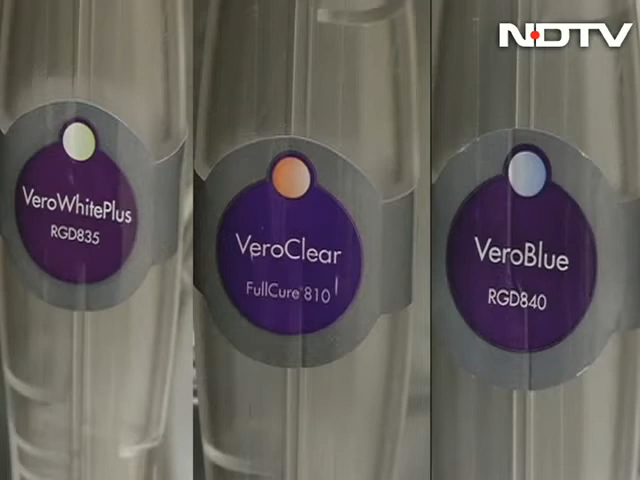 NDTV
VeroWhitePlus
RGD835
VeroClear
FullCure®810
VeroBlue
RGD840